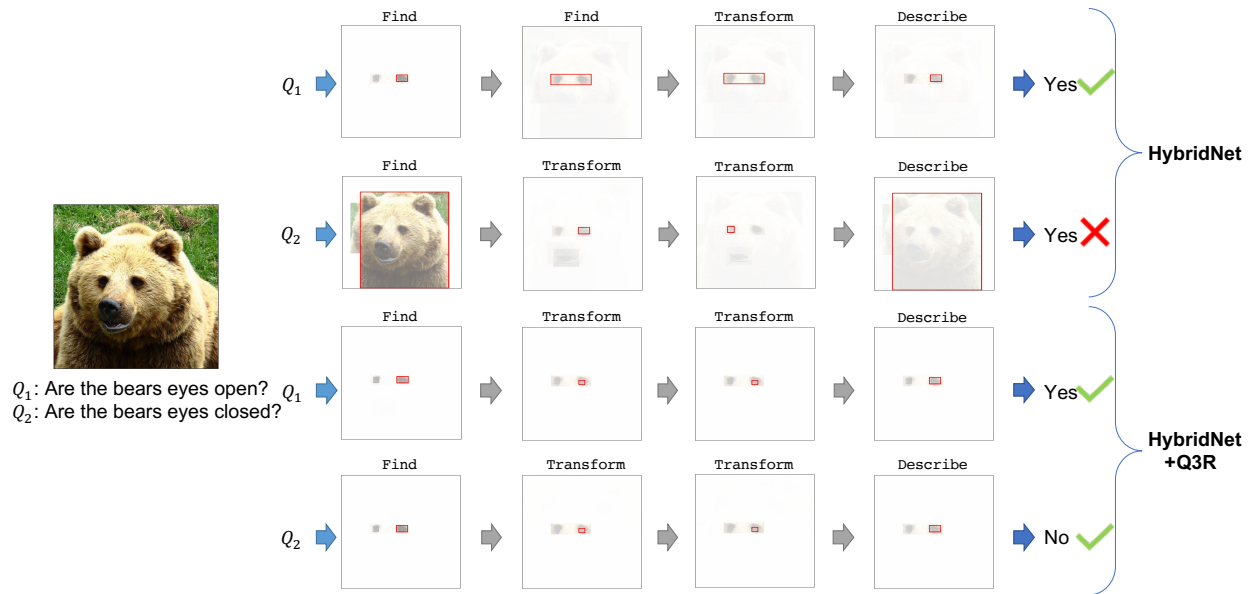 Find Find Transform Describe
Q₁ Yes
Find Transform Transform Describe
HybridNet
Q₂ Yes
Find Transform Transform Describe
Q₁: Are the bears eyes open?
Q₂: Are the bears eyes closed?
Q₁ Yes
HybridNet
+Q3R
Find Transform Transform Describe
Q₂ No